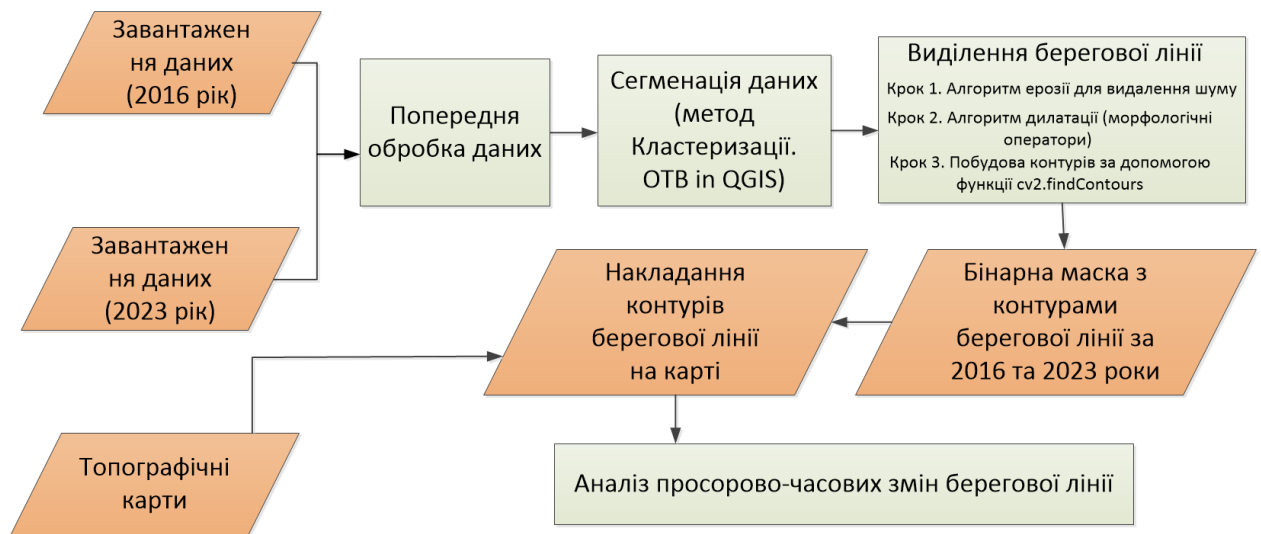 Завантажен
ня даних
(2016 рік)
Завантажен
ня даних
(2023 рік)
Попередня
обробка даних
Сегменація даних
(метод
Кластеризації.
OTB in QGIS)
Виділення берегової лінії
Крок 1. Алгоритм ерозії для видалення шуму
Крок 2. Алгоритм дилатації (морфологічні
оператори)
Крок 3. Побудова контурів за допомогою
функції cv2.findContours
Бінарна маска з
контурами
берегової лінії за
2016 та 2023 роки
Накладання
контурів
берегової лінії
на карті
Топографічні
карти
Аналіз просорово-часових змін берегової лінії